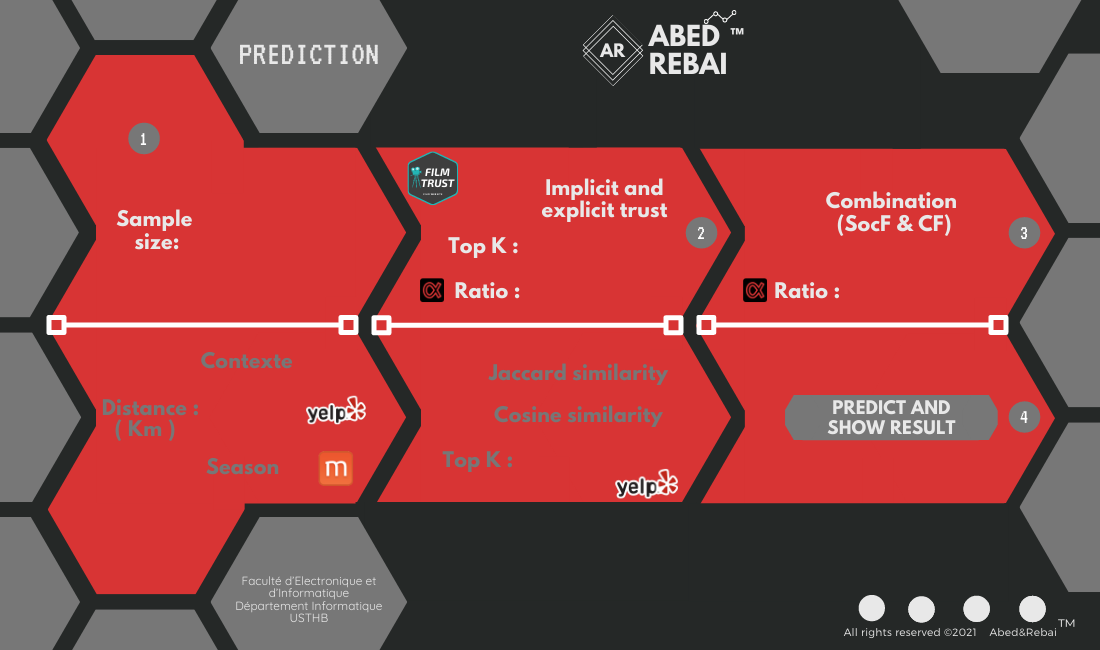 PREDICTION
AR
ABED ™
REBAI
1
Sample
size:
FILM
TRUST
Implicit and
explicit trust
2
Top K :
α Ratio :
Combination
(SocF & CF)
3
α Ratio :
Contexte
Distance :
( Km )
yelp
Season
m
Jaccard similarity
Cosine similarity
Top K :
yelp
PREDICT AND
SHOW RESULT
4
Faculté d'Electronique et
d'Informatique
Département Informatique
USTHB
All rights reserved ©2021 Abed&Rebai TM